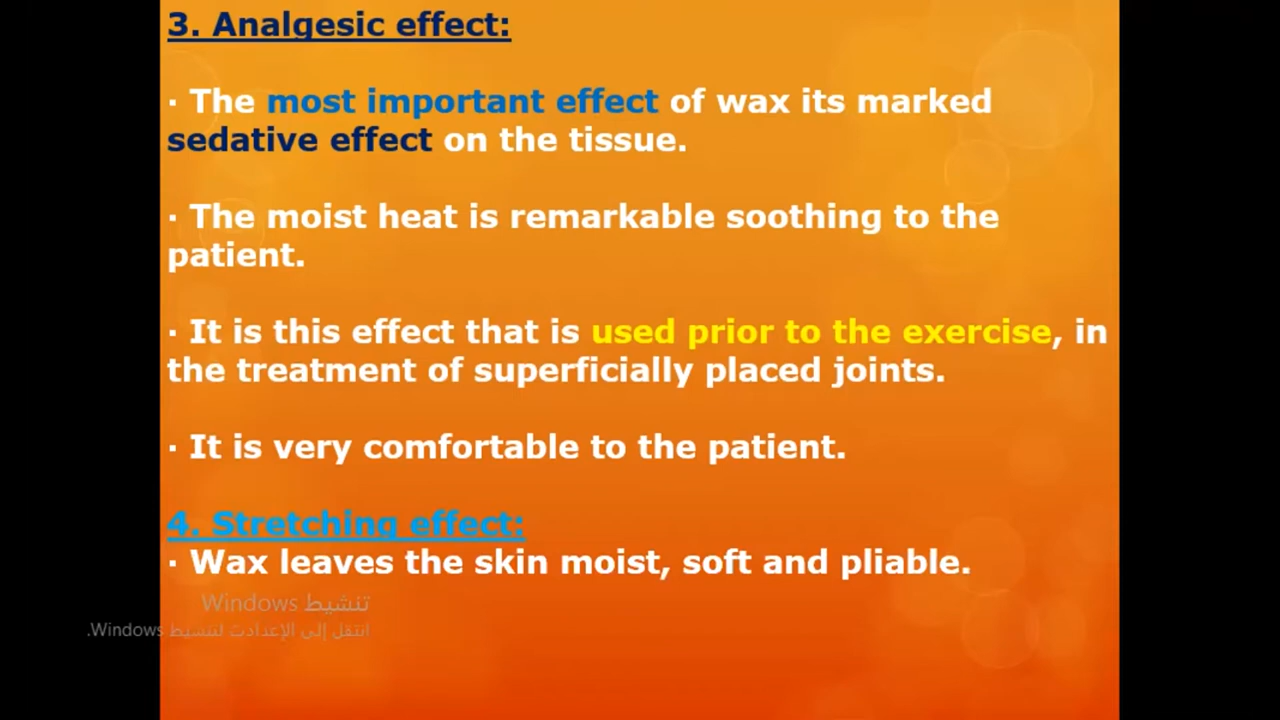 3. Analgesic effect:
· The most important effect of wax its marked
sedative effect on the tissue.
· The moist heat is remarkable soothing to the
patient.
· It is this effect that is used prior to the exercise, in
the treatment of superficially placed joints.
· It is very comfortable to the patient.
4. Stretching effect:
· Wax leaves the skin moist, soft and pliable.
تنشيط Windows
انتقل إلى الإعدادت لتنشيط Windows.